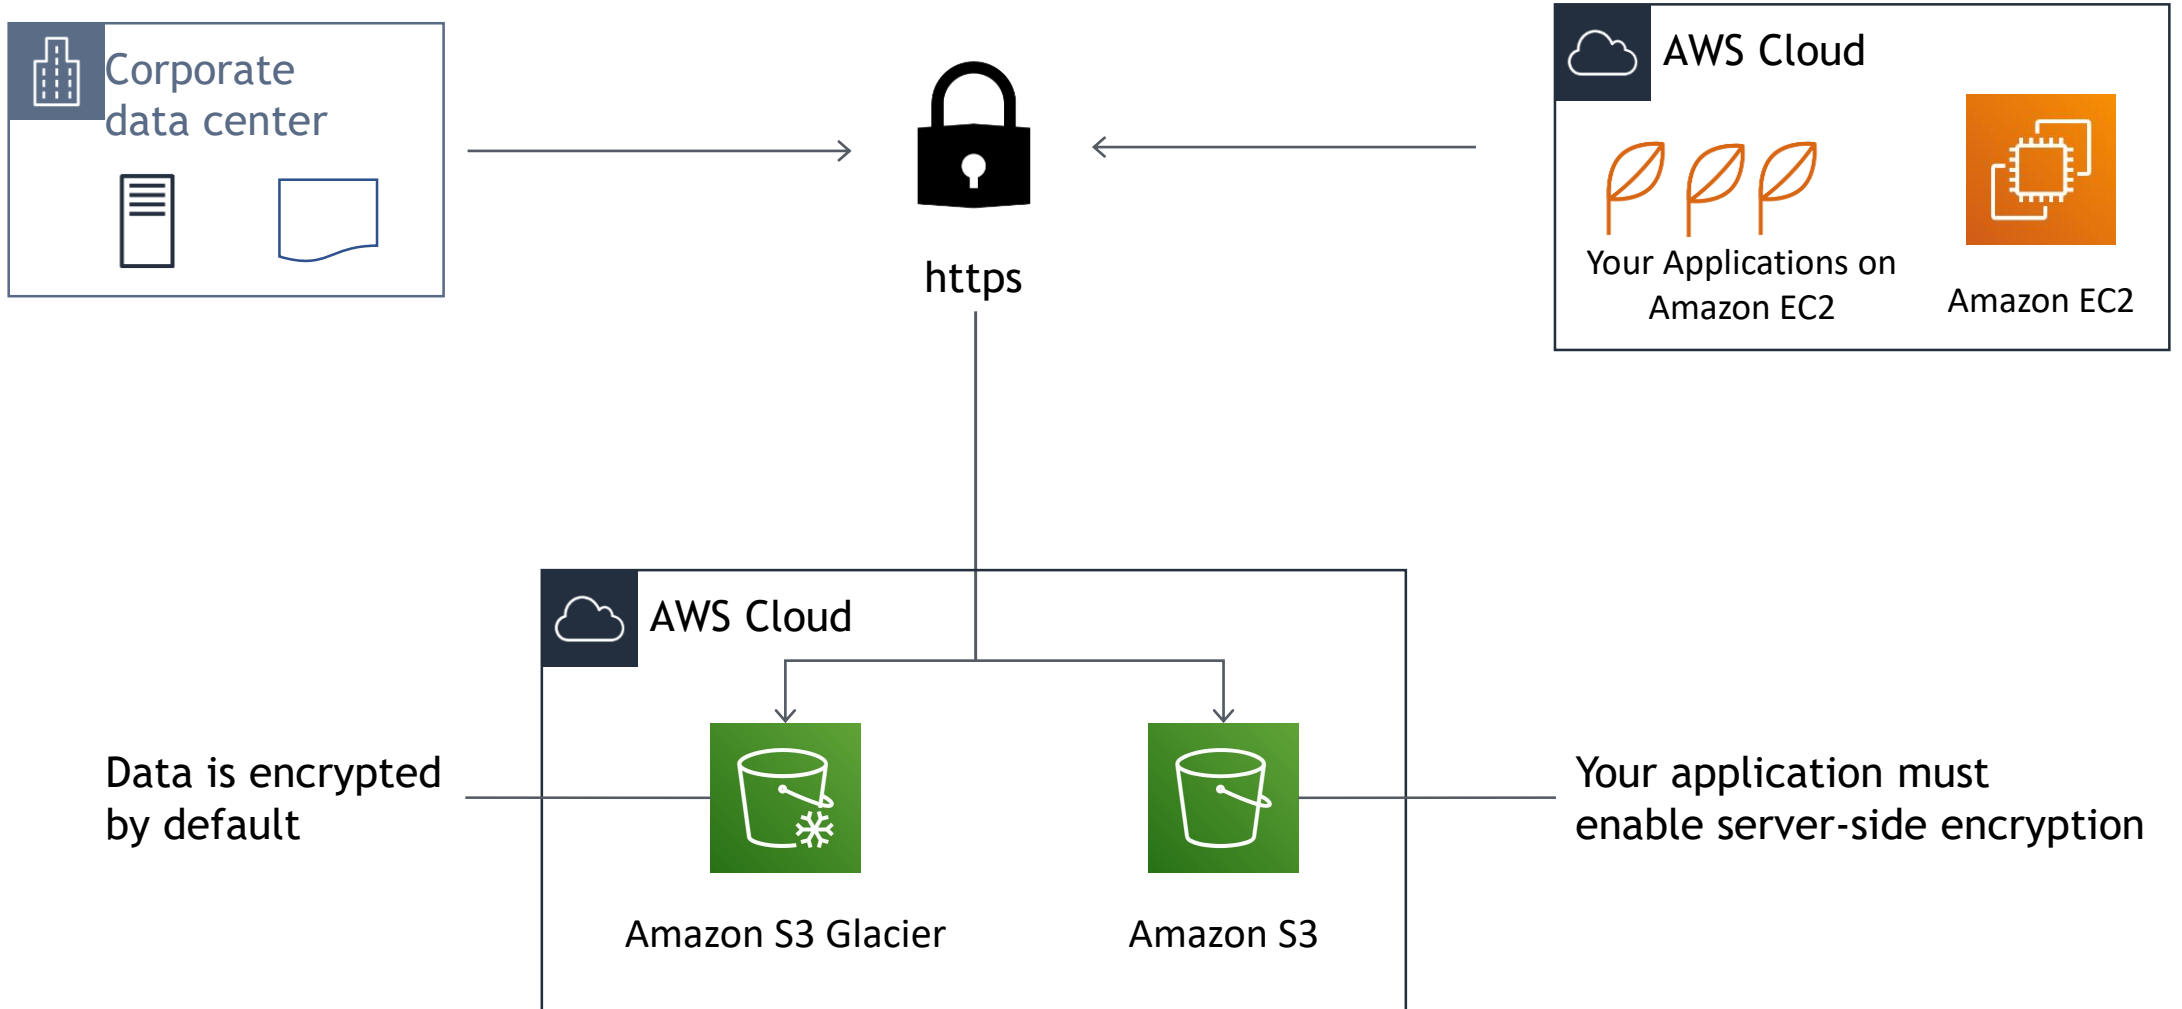 Corporate
data center
https
AWS Cloud
Your Applications on
Amazon EC2
Amazon EC2
AWS Cloud
Data is encrypted
by default
Your application must
enable server-side encryption
Amazon S3 Glacier
Amazon S3